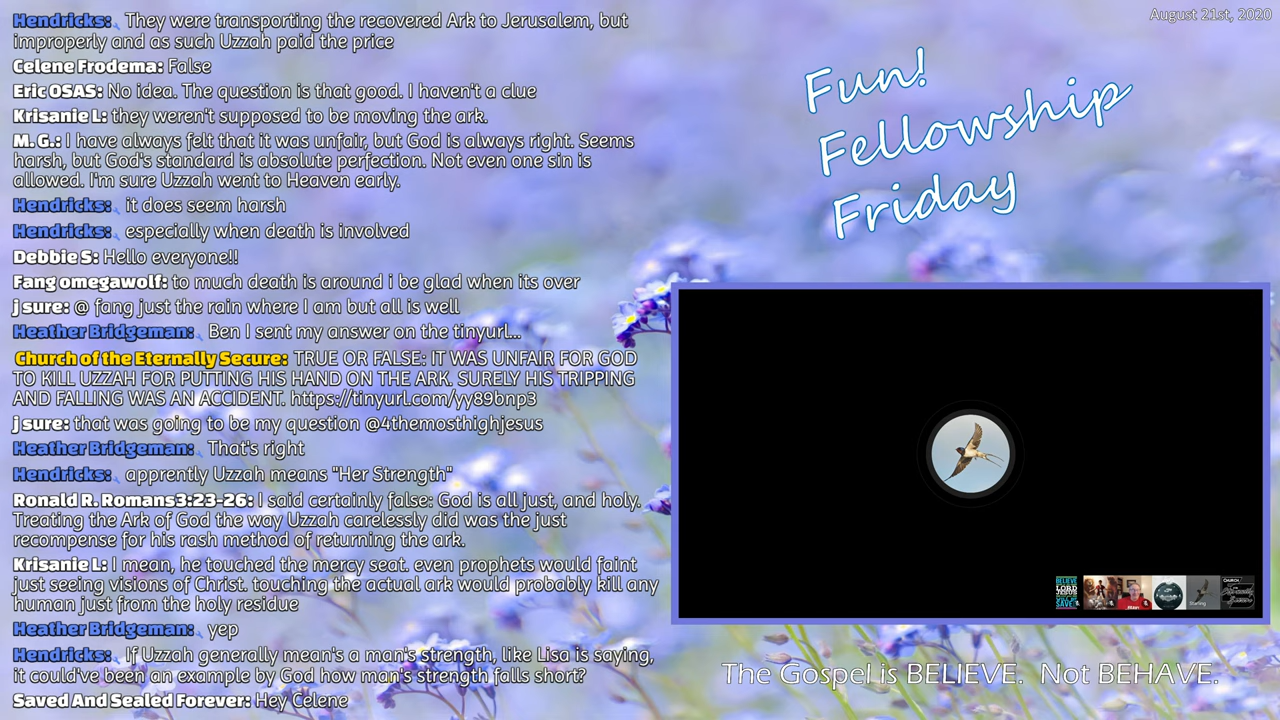 Hendricks: They were transporting the recovered Ark to Jerusalem, but
improperly and as such Uzzah paid the price
Celene Frodema: False
Eric OSAS: No idea. The question is that good. I haven't a clue
Krisanie L: they weren't supposed to be moving the ark.
M. G.: I have always felt that it was unfair, but God is always right. Seems
harsh, but God's standard is absolute perfection. Not even one sin is
allowed. I'm sure Uzzah went to Heaven early.
Hendricks: it does seem harsh
Hendricks: especially when death is involved
Debbie S: Hello everyone!!
Fang omegawolf: to much death is around i be glad when its over
j sure: @ fang just the rain where I am but all is well
Heather Bridgeman: Ben I sent my answer on the tinyurl...
Church of the Eternally Secure: TRUE OR FALSE: IT WAS UNFAIR FOR GOD
TO KILL UZZAH FOR PUTTING HIS HAND ON THE ARK. SURELY HIS TRIPPING
AND FALLING WAS AN ACCIDENT. https://tinyurl.com/yy89bnp3
j sure: that was going to be my question @4themosthighjesus
Heather Bridgeman: That's right
Hendricks: apprently Uzzah means "Her Strength"
Ronald R. Romans3:23-26: I said certainly false: God is all just, and holy.
Treating the Ark of God the way Uzzah carelessly did was the just
recompense for his rash method of returning the ark.
Krisanie L: I mean, he touched the mercy seat. even prophets would faint
just seeing visions of Christ. touching the actual ark would probably kill any
human just from the holy residue
Heather Bridgeman: yep
Hendricks: If Uzzah generally mean's a man's strength, like Lisa is saying,
it could've been an example by God how man's strength falls short?
Saved And Sealed Forever: Hey Celene
August 21st, 2020
Fun!
Fellowship
Friday
BELIEVE
LORD
SAVE
Starling
CHURCH
The Gospel is BELIEVE. Not BEHAVE.